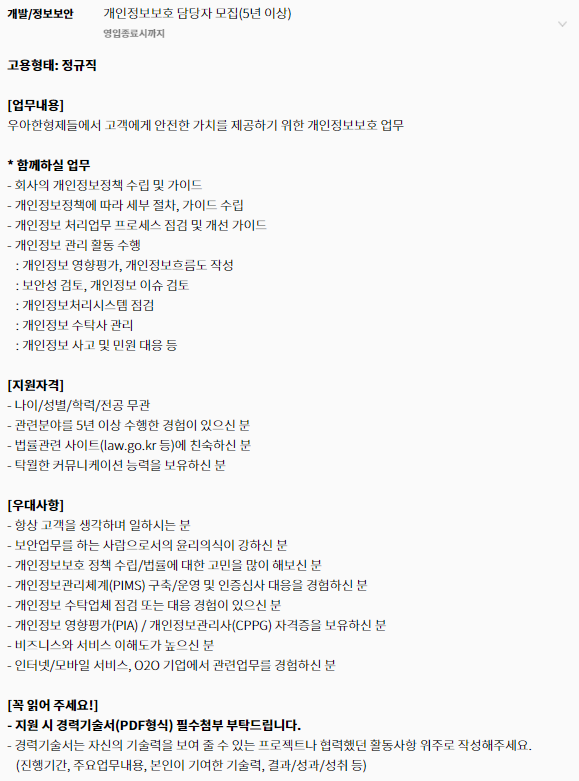 개발/정보보안 개인정보보호 담당자 모집(5년 이상)
영입종료시까지
고용형태: 정규직
[업무내용]
우아한형제들에서 고객에게 안전한 가치를 제공하기 위한 개인정보보호 업무
* 함께하실 업무
- 회사의 개인정보정책 수립 및 가이드
- 개인정보정책에 따라 세부 절차, 가이드 수립
- 개인정보 처리업무 프로세스 점검 및 개선 가이드
- 개인정보 관리 활동 수행
: 개인정보 영향평가, 개인정보흐름도 작성
: 보안성 검토, 개인정보 이슈 검토
: 개인정보처리시스템 점검
: 개인정보 수탁사 관리
: 개인정보 사고 및 민원 대응 등
[지원자격]
- 나이/성별/학력/전공 무관
- 관련분야를 5년 이상 수행한 경험이 있으신 분
- 법률관련 사이트(law.go.kr 등)에 친숙하신 분
- 탁월한 커뮤니케이션 능력을 보유하신 분
[우대사항]
- 항상 고객을 생각하며 일하시는 분
- 보안업무를 하는 사람으로서의 윤리의식이 강하신 분
- 개인정보보호 정책 수립/법률에 대한 고민을 많이 해보신 분
- 개인정보관리체계(PIMS) 구축/운영 및 인증심사 대응을 경험하신 분
- 개인정보 수탁업체 점검 또는 대응 경험이 있으신 분
- 개인정보 영향평가(PIA) / 개인정보관리사(CPPG) 자격증을 보유하신 분
- 비즈니스와 서비스 이해도가 높으신 분
- 인터넷/모바일 서비스, O2O 기업에서 관련업무를 경험하신 분
[꼭 읽어 주세요!]
- 지원 시 경력기술서(PDF형식) 필수첨부 부탁드립니다.
- 경력기술서는 자신의 기술력을 보여 줄 수 있는 프로젝트나 협력했던 활동사항 위주로 작성해주세요.
(진행기간, 주요업무내용, 본인이 기여한 기술력, 결과/성과/성취 등)